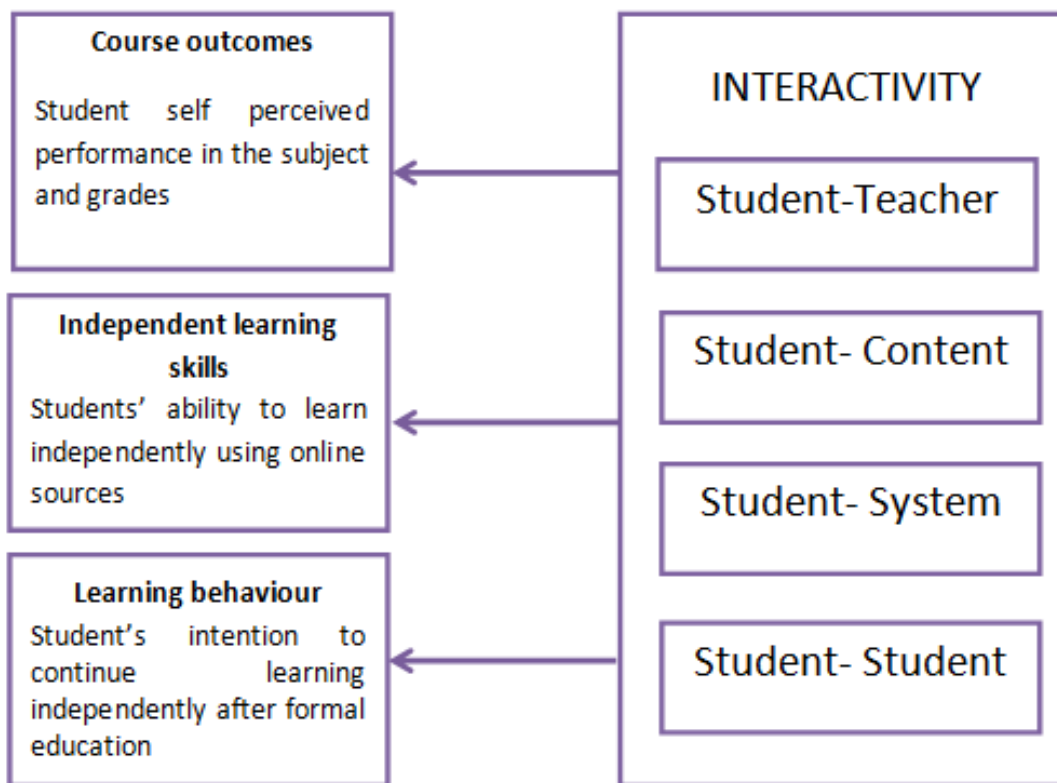 Course outcomes
Student self perceived
performance in the subject
and grades
Independent learning
skills
Students' ability to learn
independently using online
sources
Learning behaviour
Student's intention to
continue learning
independently after formal
education
INTERACTIVITY
Student-Teacher
Student- Content
Student- System
Student- Student